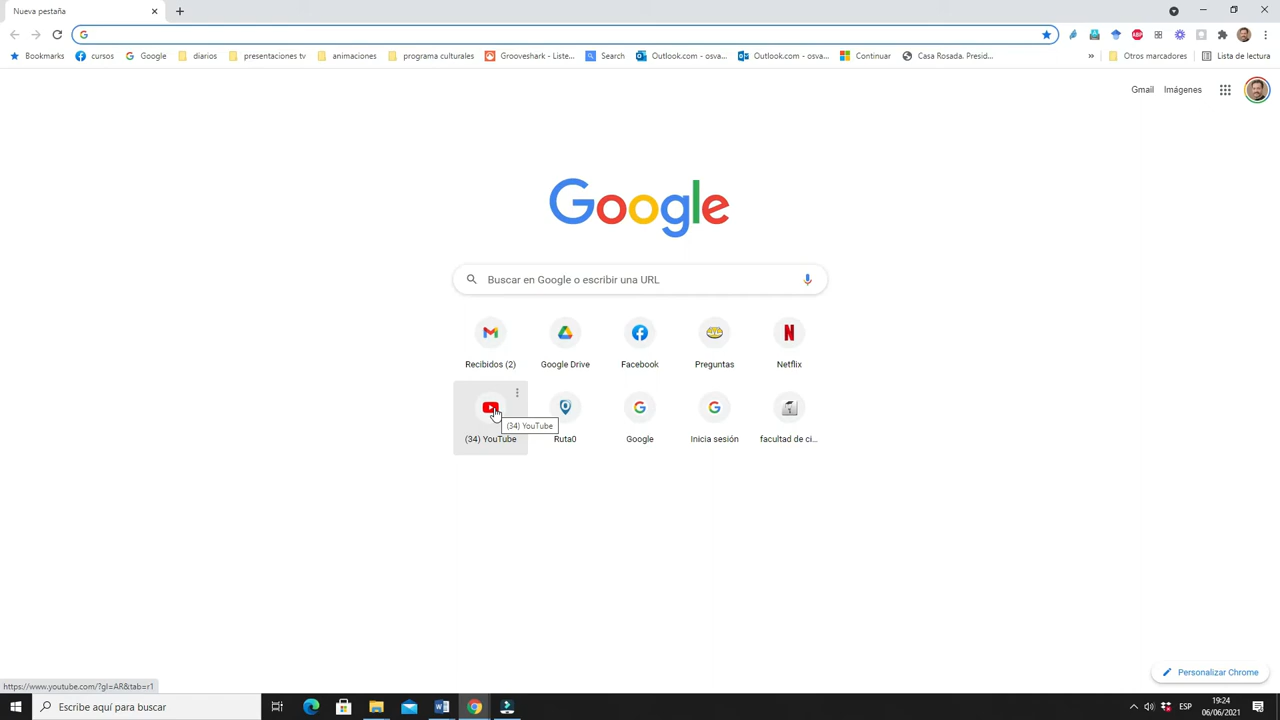 Nueva pestaña
Bookmarks cursos Google diarios presentaciones tv animaciones programa culturales Grooveshark - Liste... Search Outlook.com - osva... Outlook.com - osva... Continuar Casa Rosada. Presid... » Otros marcadores Lista de lectura
Gmail Imágenes
Google
Buscar en Google o escribir una URL
Recibidos (2) Google Drive Facebook Preguntas Netflix
(34) YouTube
(34) YouTube Ruta0 Google Inicia sesión facultad de ci...
Personalizar Chrome
https://www.youtube.com/?gl=AR&tab=r1
Escribe aquí para buscar
ESP
19:24
06/06/2021